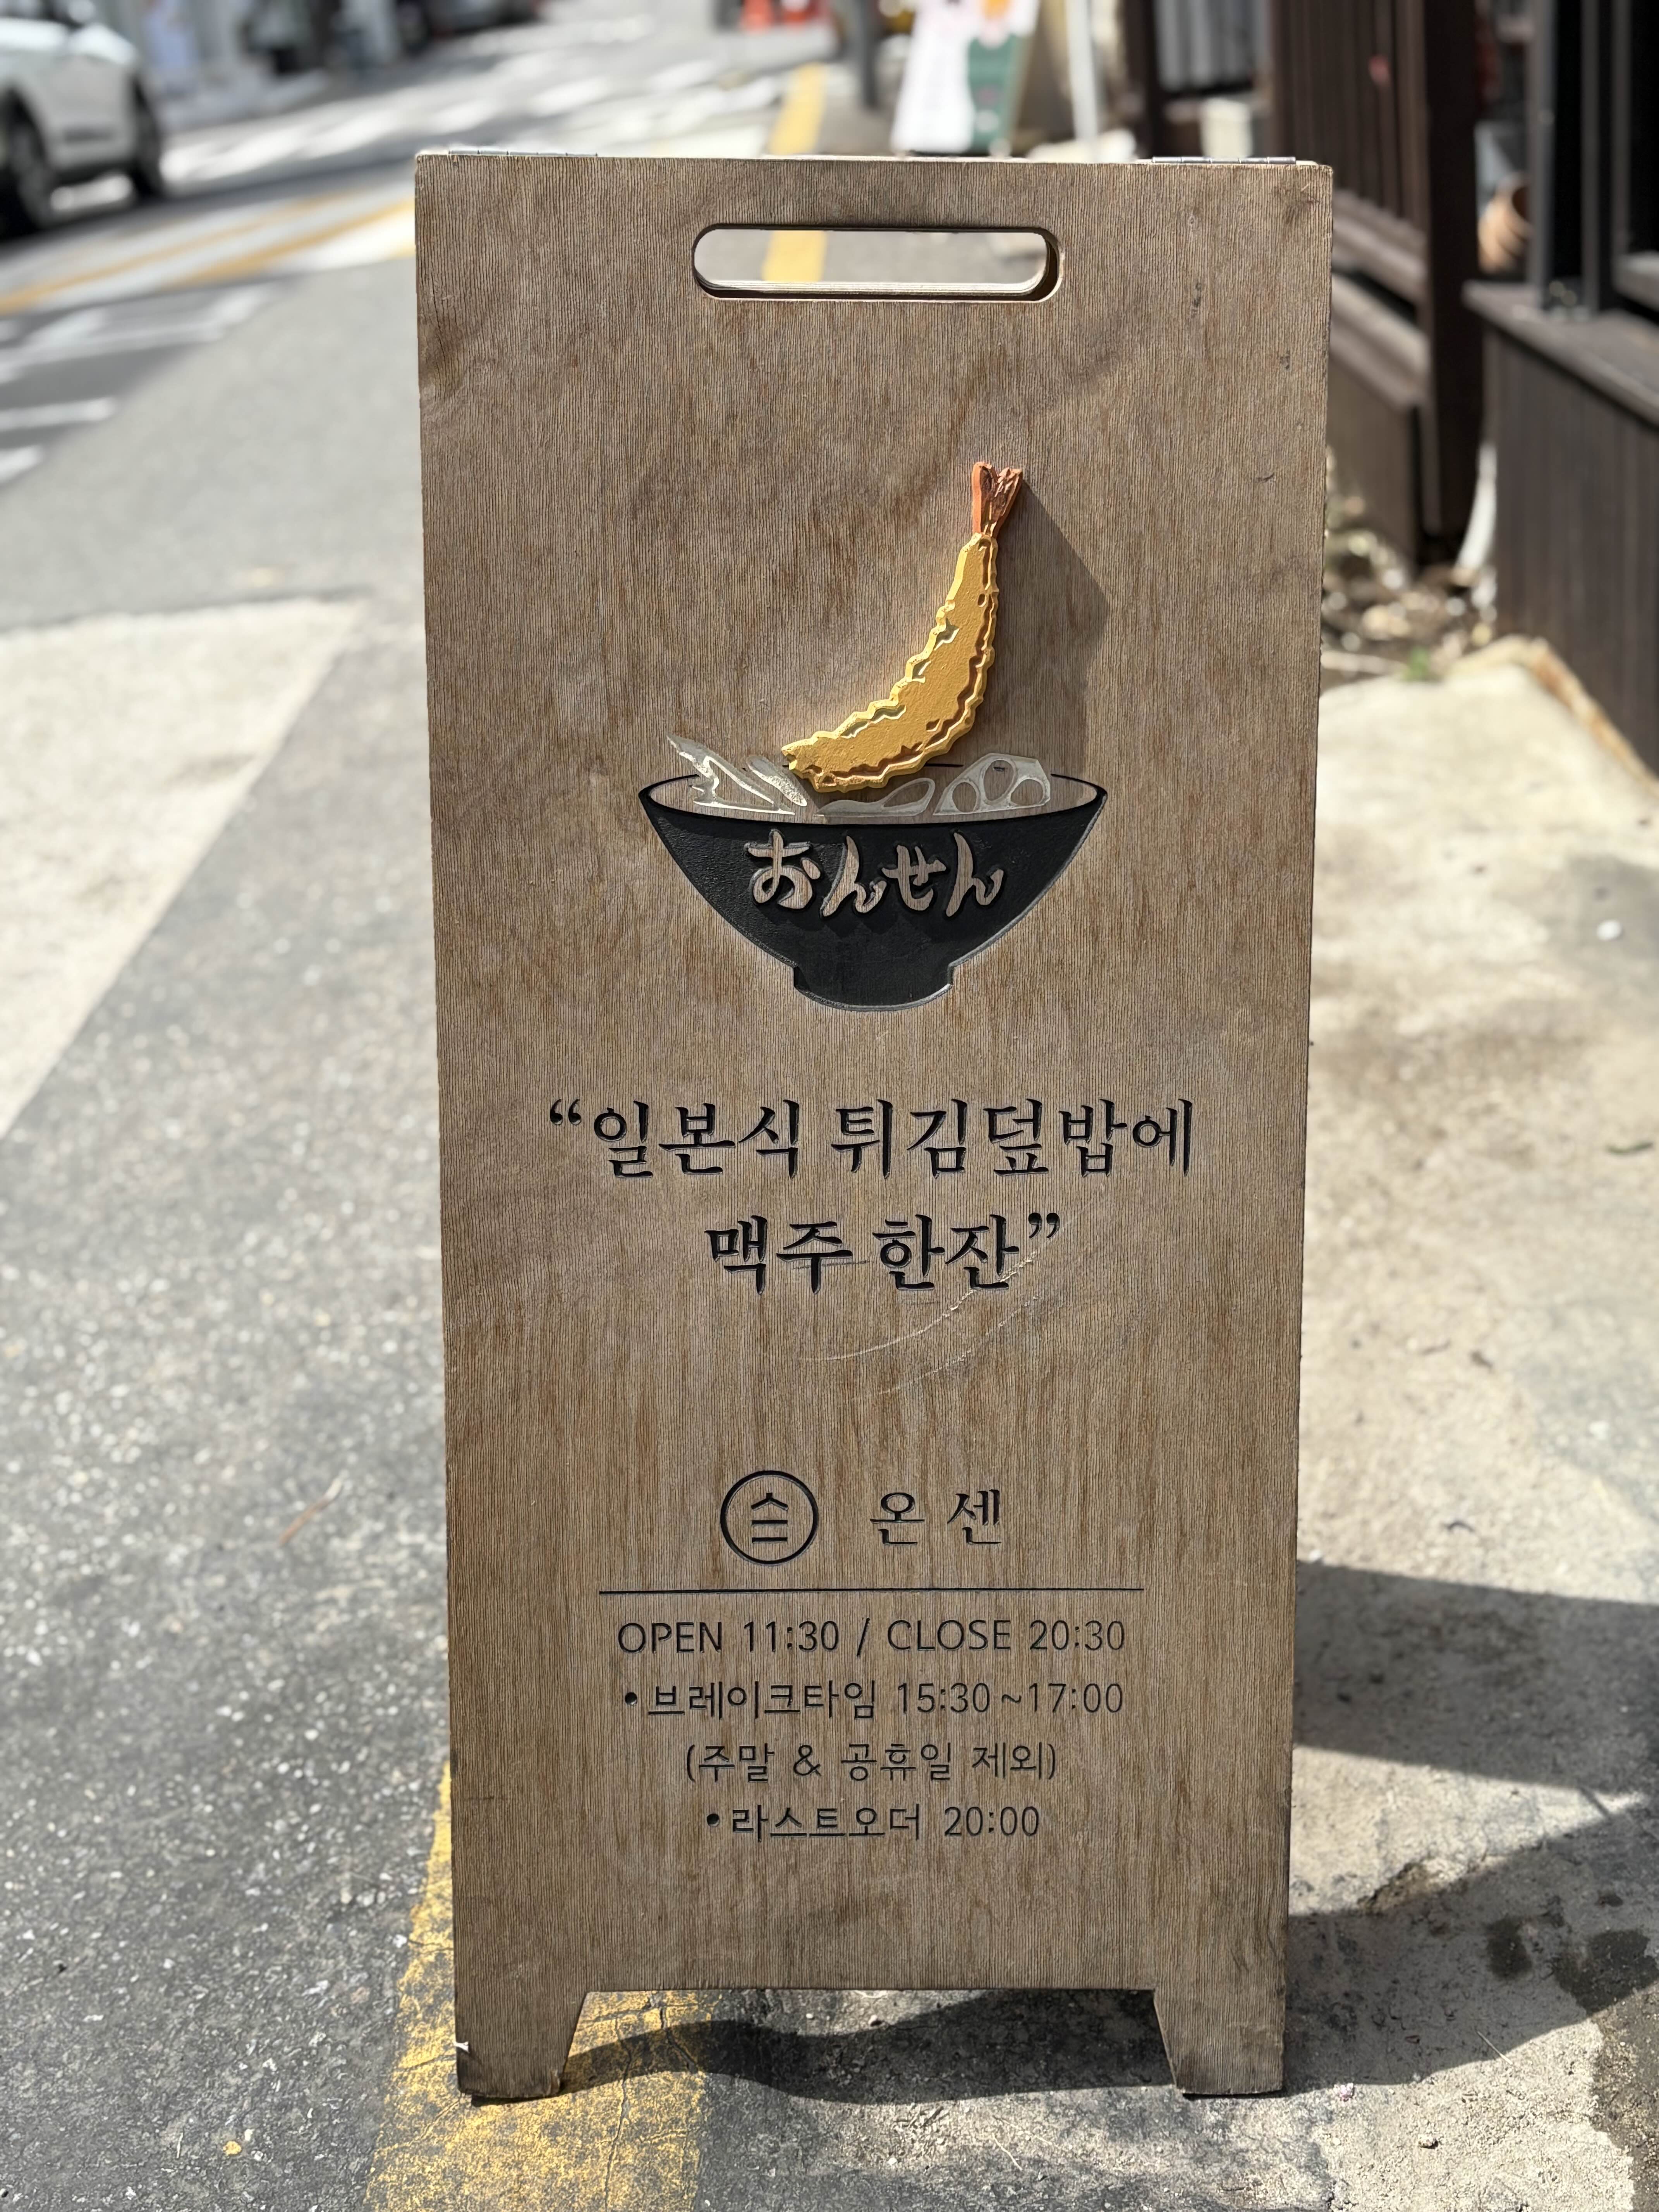 おんせん
“일본식 튀김덮밥에
맥주 한잔”
온센
OPEN 11:30 / CLOSE 20:30
•브레이크타임 15:30~17:00
(주말 & 공휴일 제외)
•라스트오더 20:00